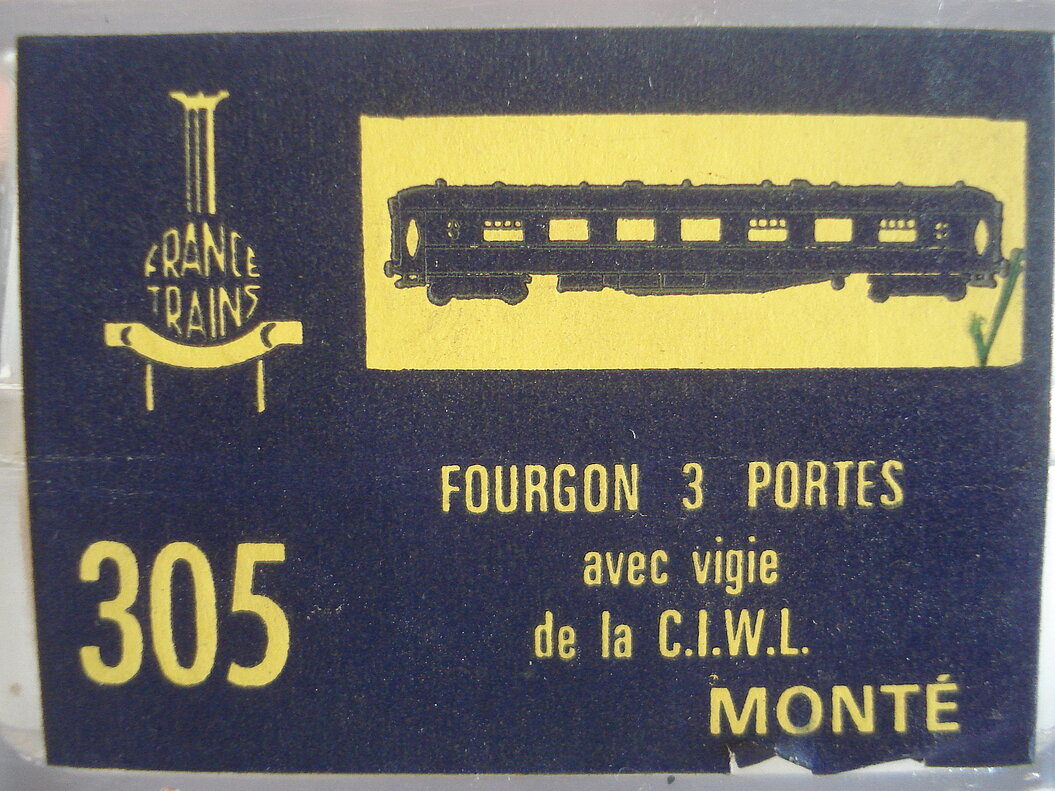 FRANCE
TRAINS
305
FOURGON 3 PORTES
avec vigie
de la C.I.W.L.
MONTÉ